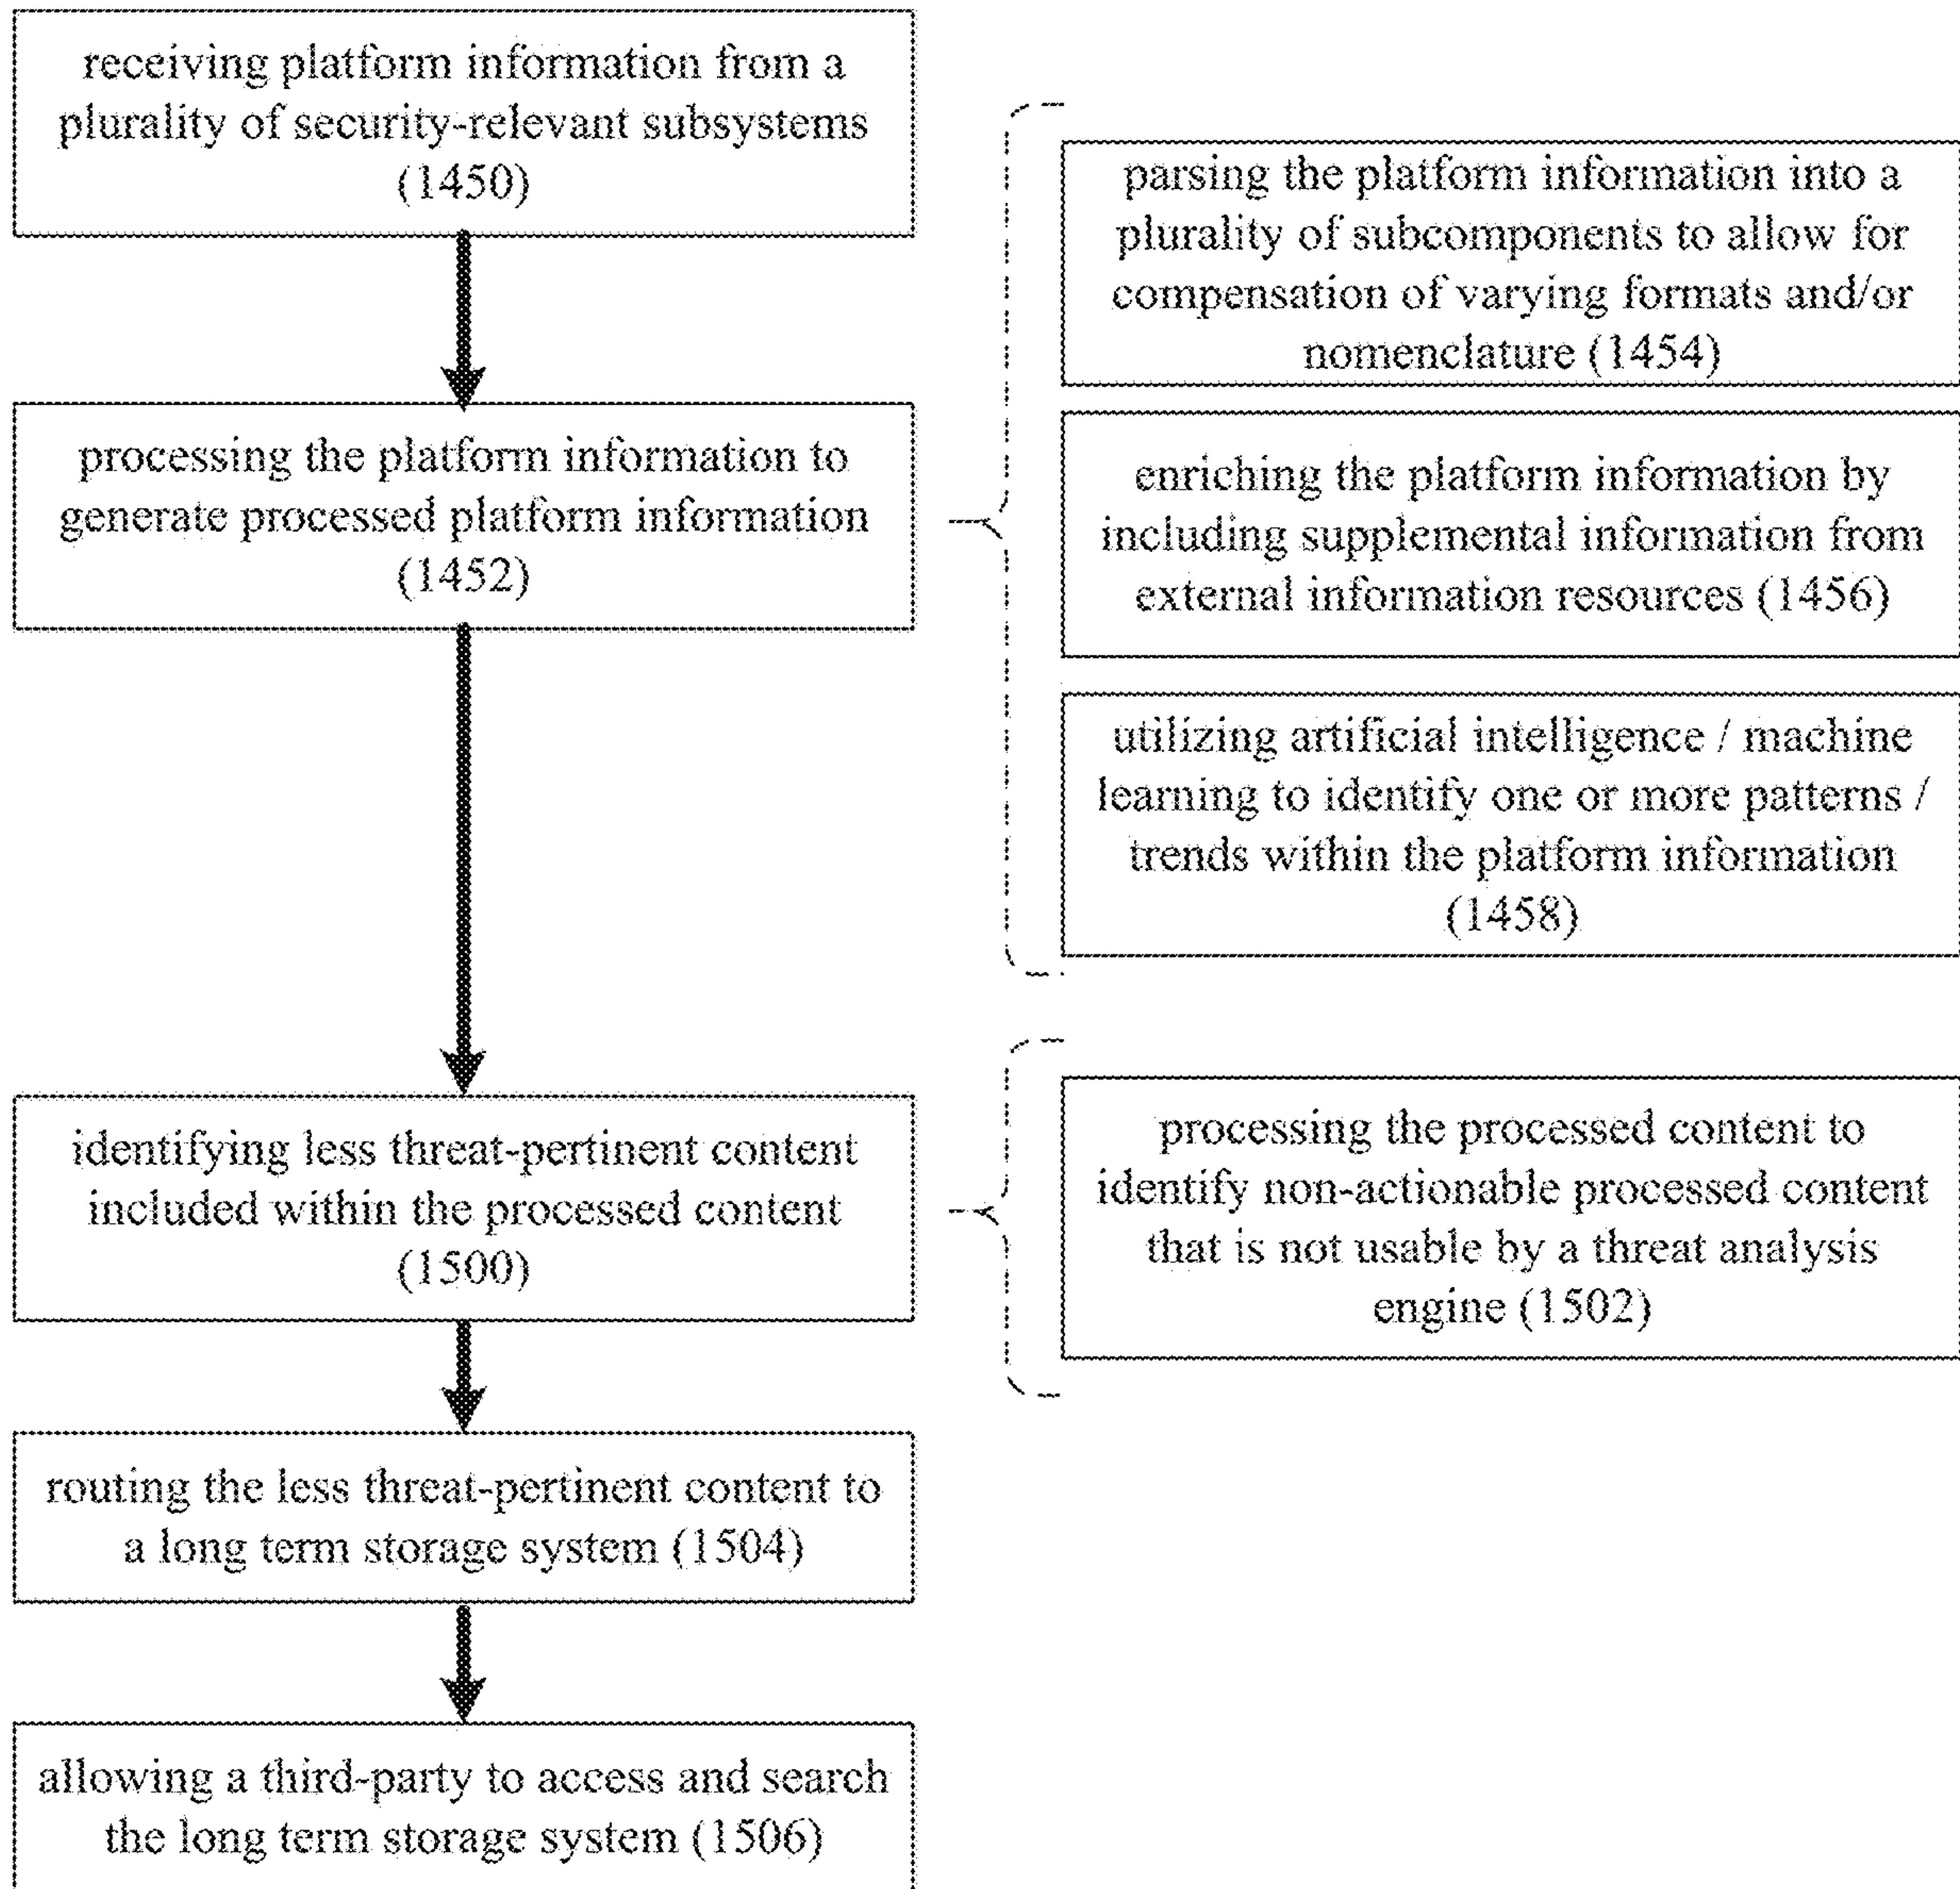 receiving platform information from a
plurality of security-relevant subsystems
(1450)
processing the platform information to
generate processed platform information
(1452)
parsing the platform information into a
plurality of subcomponents to allow for
compensation of varying formats and/or
nomenclature (1454)
enriching the platform information by
including supplemental information from
external information resources (1456)
utilizing artificial intelligence / machine
learning to identify one or more patterns /
trends within the platform information
(1458)
identifying less threat-pertinent content
included within the processed content
(1500)
processing the processed content to
identify non-actionable processed content
that is not usable by a threat analysis
engine (1502)
routing the less threat-pertinent content to
a long term storage system (1504)
allowing a third-party to access and search
the long term storage system (1506)